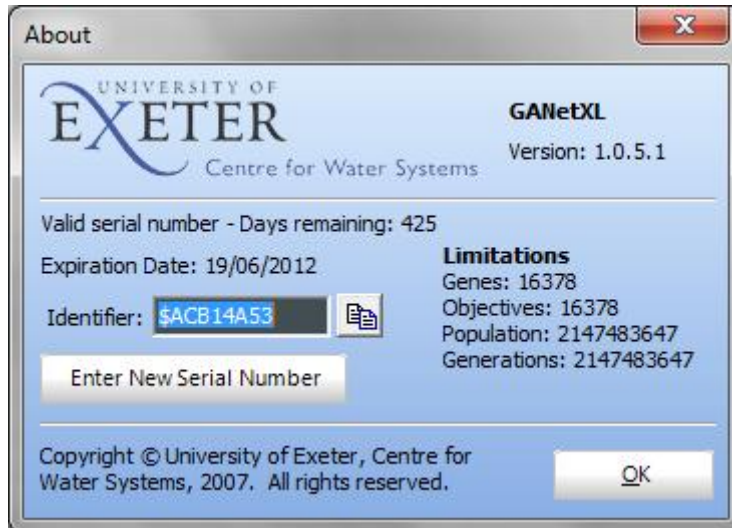 About
UNIVERSITY OF
EXETER
Centre for Water Systems
GANetXL
Version: 1.0.5.1
Valid serial number - Days remaining: 425
Expiration Date: 19/06/2012
Identifier: $ACB14A53
Enter New Serial Number
Limitations
Genes: 16378
Objectives: 16378
Population: 2147483647
Generations: 2147483647
Copyright © University of Exeter, Centre for
Water Systems, 2007. All rights reserved.
OK